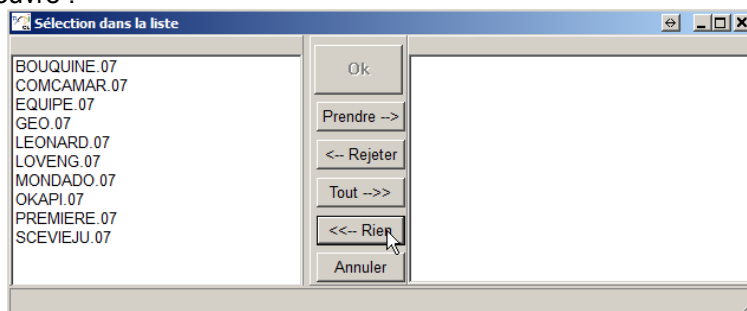 ouvre :
Sélection dans la liste
BOUQUINE.07
COMCAMAR.07
EQUIPE.07
GEO.07
LEONARD.07
LOVENG.07
MONDADO.07
OKAPI.07
PREMIERE.07
SCEVIEJU.07
Ok
Prendre -->
<-- Rejeter
Tout -->>
<<-- Rien
Annuler